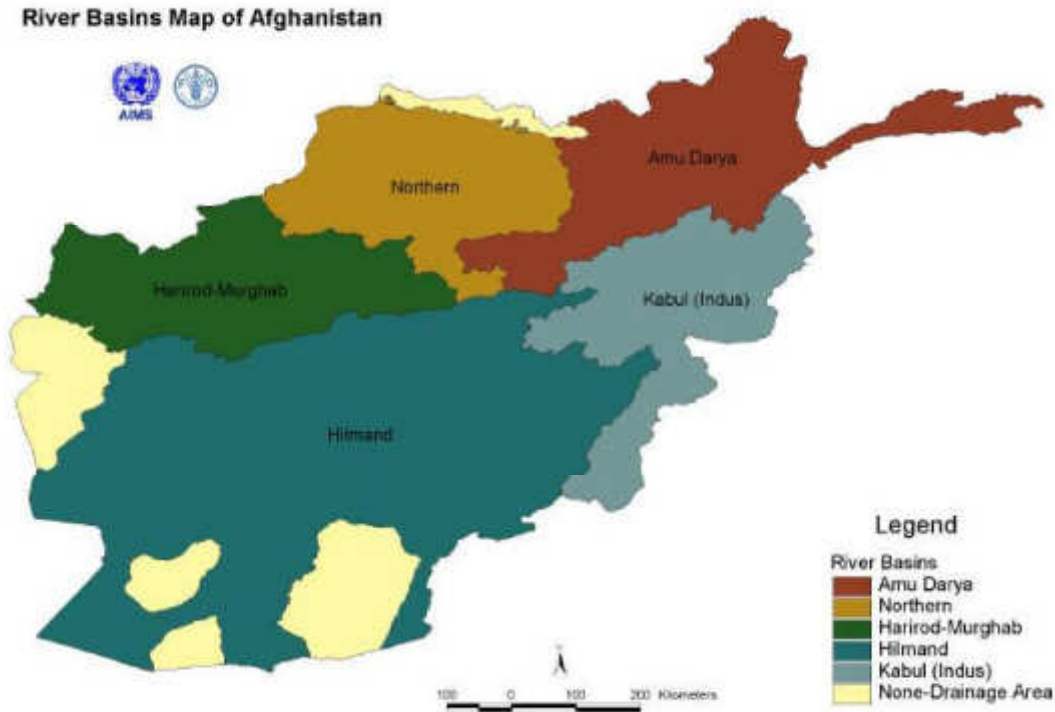 River Basins Map of Afghanistan
AIMS
Amu Darya
Northern
Harirod-Murghab
Kabul (Indus)
Hilmand
Legend
River Basins
Amu Darya
Northern
Harirod-Murghab
Hilmand
Kabul (Indus)
None-Drainage Area
100 0 100 200 Kilometers